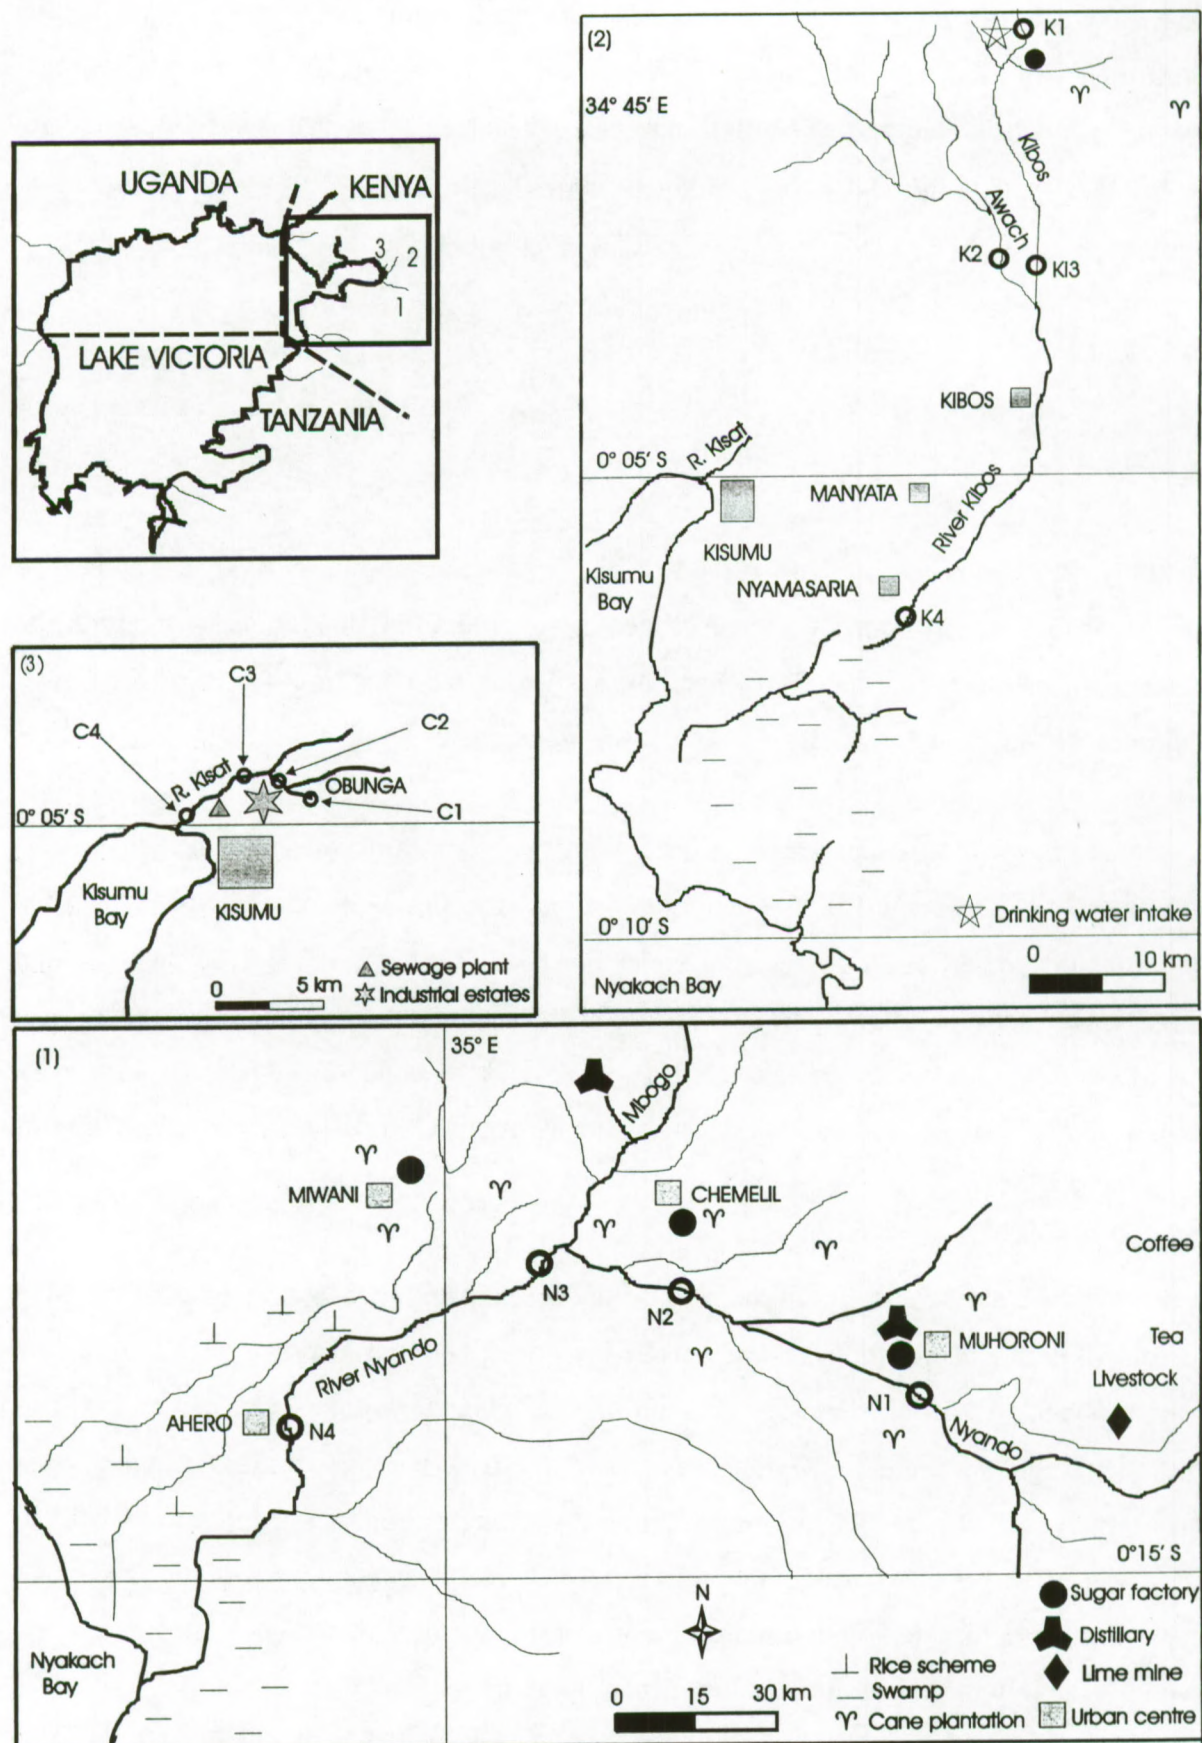 UGANDA
KENYA
3
2
1
LAKE VICTORIA
TANZANIA
(2)
K1
34° 45' E
Kibos
Awach
K2
K13
KIBOS
0° 05' S
R. Kisat
MANYATA
River Kibos
KISUMU
Kisumu
Bay
NYAMASARIA
K4
0° 10' S
Drinking water intake
0 10 km
Nyakach Bay
(3)
C3
C4
C2
R. Kisat
OBUNGA
C1
0° 05' S
Kisumu
Bay
KISUMU
Sewage plant
0 5 km
Industrial estates
(1)
35° E
Mbogo
MIWANI
CHEMELIL
Coffee
N3
N2
MUHORONI
Tea
River Nyando
Livestock
N1
AHERO
N4
Nyando
0°15' S
N
Sugar factory
Distillary
Nyakach
Bay
Rice scheme
Lime mine
Swamp
0 15 30 km
Cane plantation
Urban centre